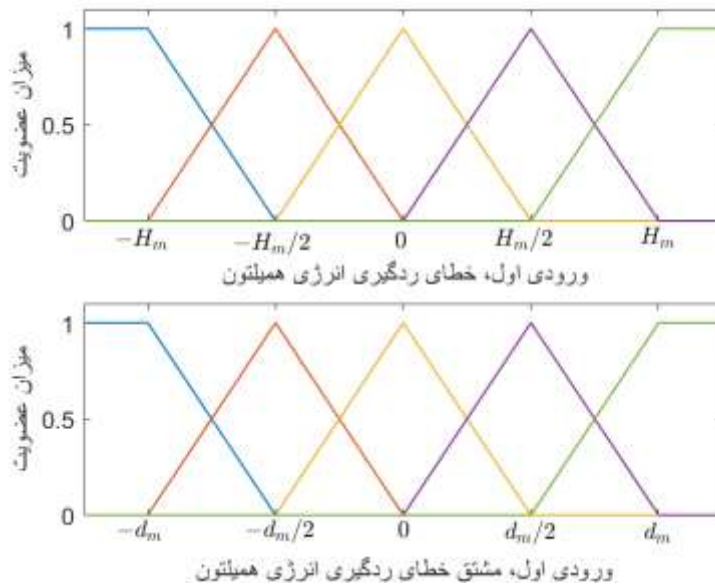 میزان عضویت
1
0.5
0
$-H_m$ $-H_m/2$ 0 $H_m/2$ $H_m$
ورودی اول، خطای ردگیری انرژی همیلتون
میزان عضویت
1
0.5
0
$-d_m$ $-d_m/2$ 0 $d_m/2$ $d_m$
ورودی اول، مشتق خطای ردگیری انرژی همیلتون